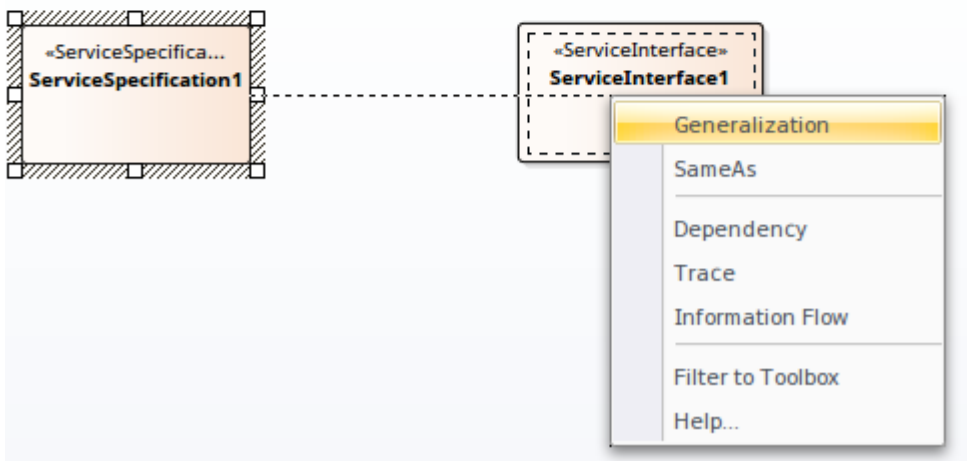 «ServiceSpecifica...
ServiceSpecification1
«ServiceInterface»
ServiceInterface1
Generalization
SameAs
Dependency
Trace
Information Flow
Filter to Toolbox
Help...